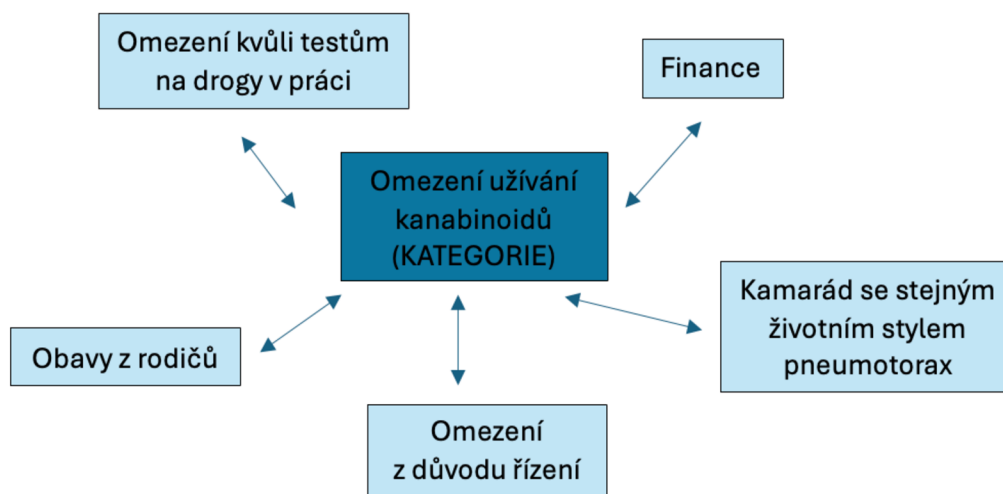 Omezení kvůli testům
na drogy v práci
Finance
Omezení užívání
kanabinoidů
(KATEGORIE)
Kamarád se stejným
životním stylem
pneumotorax
Obavy z rodičů
Omezení
z důvodu řízení